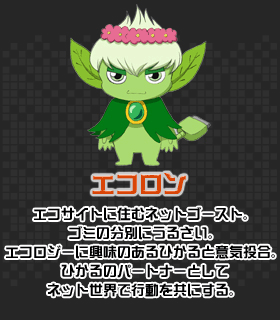 エコロン
エコサイトに住むネットゴースト。
ゴミの分別にうるさい。
エコロジーに興味のあるひかると意気投合。
ひかるのパートナーとして
ネット世界で行動を共にする。